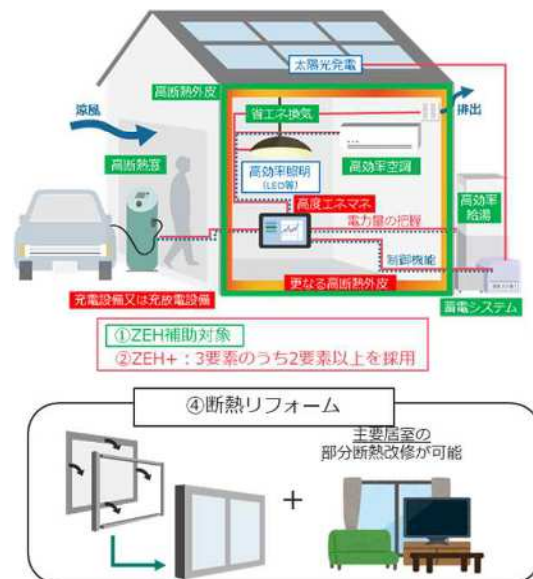 太陽光発電
高断熱外皮
涼風
省エネ換気
排出
高断熱窓
高効率照明
(LED等)
高効率空調
高効率
給湯
高度エネマネ
電力量の把握
制御機能
充電設備又は充放電設備
更なる高断熱外皮
蓄電システム
①ZEH補助対象
②ZEH+：3要素のうち2要素以上を採用
④断熱リフォーム
主要居室の
部分断熱改修が可能
+